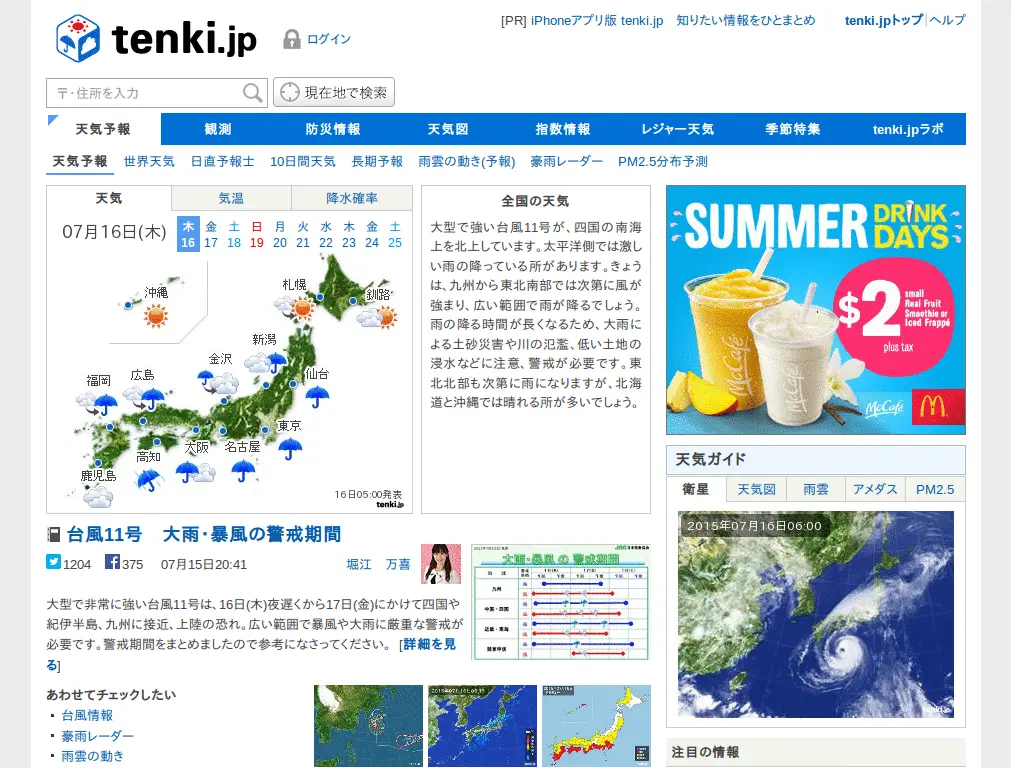 tenki.jp
ログイン
[PR] iPhoneアプリ版 tenki.jp 知りたい情報をひとまとめ
tenki.jpトップ|ヘルプ
〒・住所を入力
現在地で検索
天気予報 観測 防災情報 天気図 指数情報 レジャー天気 季節特集 tenki.jpラボ
天気予報 世界天気 日直予報士 10日間天気 長期予報 雨雲の動き(予報) 豪雨レーダー PM2.5分布予測
天気 気温 降水確率
07月16日(木)
木 金 土 日 月 火 水 木 金 土
16 17 18 19 20 21 22 23 24 25
沖縄
札幌
釧路
新潟
金沢
仙台
福岡
広島
東京
高知
大阪
名古屋
鹿児島
16日05:00発表
tenki.jp
全国の天気
大型で強い台風11号が、四国の南海
上を北上しています。太平洋側では激し
い雨の降っている所があります。きょう
は、九州から東北南部では次第に風が
強まり、広い範囲で雨が降るでしょう。
雨の降る時間が長くなるため、大雨に
よる土砂災害や川の氾濫、低い土地の
浸水などに注意、警戒が必要です。東
北北部も次第に雨になりますが、北海
道と沖縄では晴れる所が多いでしょう。
SUMMER DRINK DAYS
$2 small
Real Fruit
Smoothie or
Iced Frappé
plus tax
McCafé
McCafé
McCafé
天気ガイド
衛星 天気図 雨雲 アメダス PM2.5
2015年07月16日06:00
tenki.jp
注目の情報
台風11号 大雨・暴風の警戒期間
1204 375 07月15日20:41 堀江 万喜
大型で非常に強い台風11号は、16日(木)夜遅くから17日(金)にかけて四国や
紀伊半島、九州に接近、上陸の恐れ。広い範囲で暴風や大雨に厳重な警戒が
必要です。警戒期間をまとめましたので参考になさってください。 [詳細を見
る]
大雨・暴風 の 警戒期間
九州
中国・四国
近畿・東海
関東甲信
あわせてチェックしたい
台風情報
豪雨レーダー
雨雲の動き